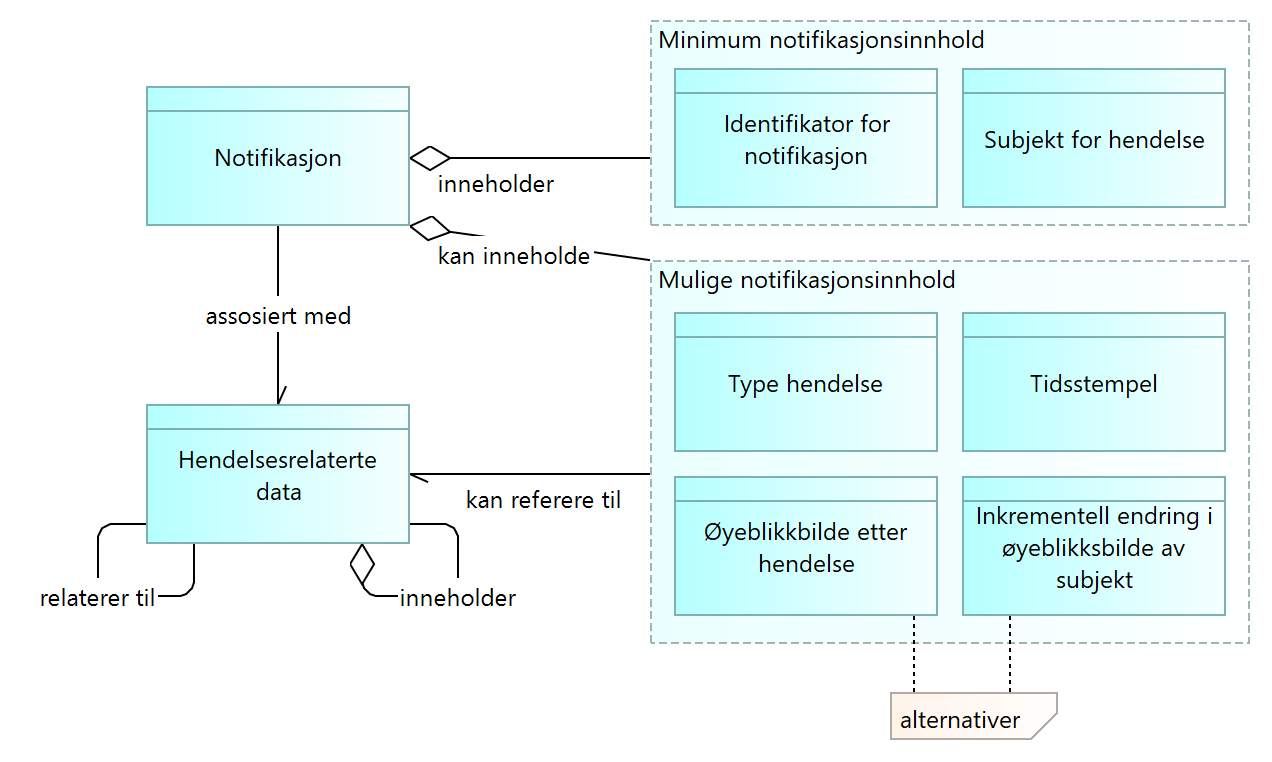 Minimum notifikasjonsinnhold
Notifikasjon
Identifikator for
notifikasjon
Subjekt for hendelse
inneholder
kan inneholde
Mulige notifikasjonsinnhold
assosiert med
Type hendelse
Tidsstempel
Hendelsesrelaterte
data
kan referere til
Øyeblikkbilde etter
hendelse
Inkrementell endring i
øyeblikksbilde av
subjekt
relaterer til
inneholder
alternativer